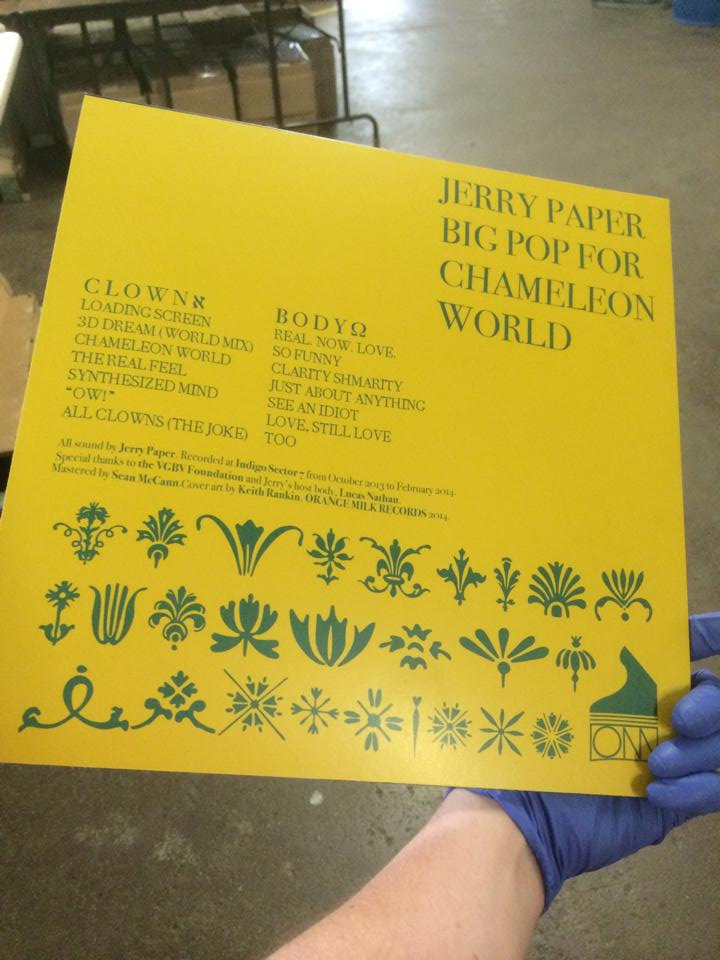 JERRY PAPER
BIG POP FOR
CHAMELEON
WORLD
CLOWNא
LOADING SCREEN
3D DREAM (WORLD MIX)
CHAMELEON WORLD
THE REAL FEEL
SYNTHESIZED MIND
“OW!”
ALL CLOWNS (THE JOKE)
BODYΩ
REAL. NOW. LOVE.
SO FUNNY
CLARITY SHMARITY
JUST ABOUT ANYTHING
SEE AN IDIOT
LOVE. STILL LOVE
TOO
All sound by Jerry Paper. Recorded at Indigo Sector 7 from October 2013 to February 2014.
Special thanks to the VGBV Foundation and Jerry's host body, Lucas Nathan.
Mastered by Sean McCann.Cover art by Keith Rankin. ORANGE MILK RECORDS 2014.